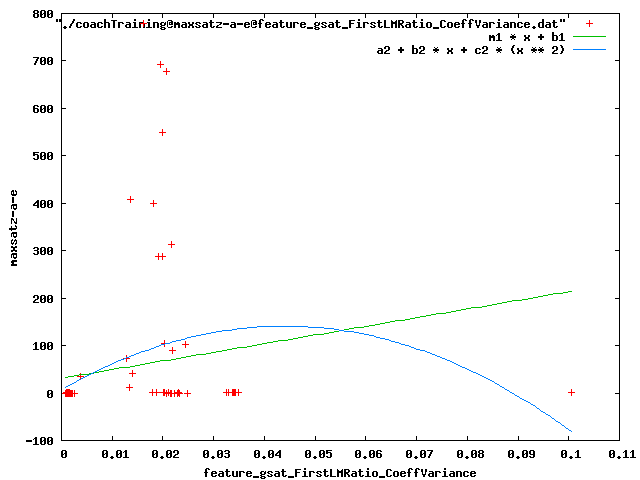 800
700
600
500
400
300
200
100
0
-100
maxsatz-a-e
"./coachTraining@maxsatz-a-e@feature_gsat_FirstLMRatio_CoeffVariance.dat"
m1 * x + b1
a2 + b2 * x + c2 * (x ** 2)
0 0.01 0.02 0.03 0.04 0.05 0.06 0.07 0.08 0.09 0.1 0.11
feature_gsat_FirstLMRatio_CoeffVariance